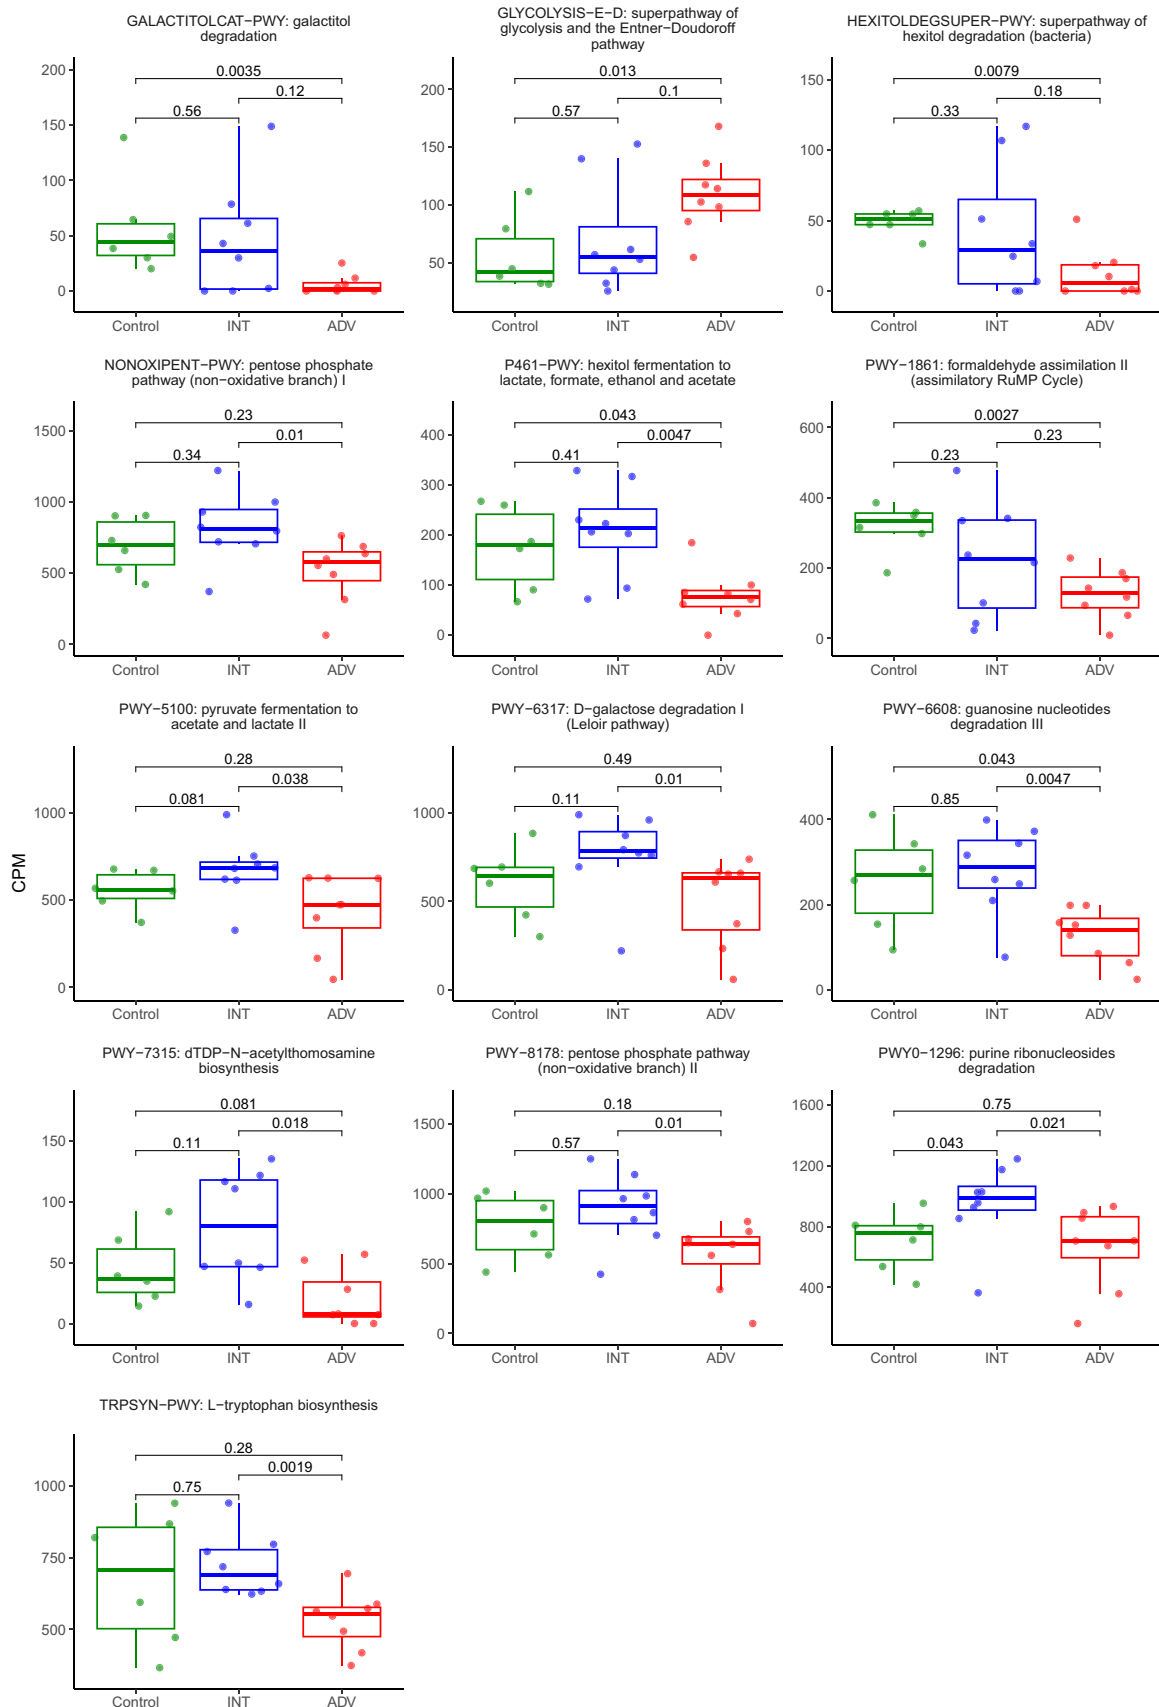 GALACTITOLCAT−PWY: galactitol
degradation
200
150
100
50
0
0.0035
0.12
0.56
Control
INT
ADV
GLYCOLYSIS−E−D: superpathway of
glycolysis and the Entner−Doudoroff
pathway
200
150
100
50
0.013
0.1
0.57
Control
INT
ADV
HEXITOLDEGSUPER−PWY: superpathway of
hexitol degradation (bacteria)
150
100
50
0
0.0079
0.18
0.33
Control
INT
ADV
NONOXIPENT−PWY: pentose phosphate
pathway (non−oxidative branch) I
1500
1000
500
0
0.23
0.01
0.34
Control
INT
ADV
P461−PWY: hexitol fermentation to
lactate, formate, ethanol and acetate
400
300
200
100
0
0.043
0.0047
0.41
Control
INT
ADV
PWY−1861: formaldehyde assimilation II
(assimilatory RuMP Cycle)
600
400
200
0
0.0027
0.23
0.23
Control
INT
ADV
CPM
PWY−5100: pyruvate fermentation to
acetate and lactate II
1000
500
0
0.28
0.038
0.081
Control
INT
ADV
PWY−6317: D−galactose degradation I
(Leloir pathway)
1000
500
0
0.49
0.01
0.11
Control
INT
ADV
PWY−6608: guanosine nucleotides
degradation III
400
200
0
0.043
0.0047
0.85
Control
INT
ADV
PWY−7315: dTDP−N−acetylthomosamine
biosynthesis
150
100
50
0
0.081
0.018
0.11
Control
INT
ADV
PWY−8178: pentose phosphate pathway
(non−oxidative branch) II
1500
1000
500
0
0.18
0.01
0.57
Control
INT
ADV
PWY0−1296: purine ribonucleosides
degradation
1600
1200
800
400
0.75
0.021
0.043
Control
INT
ADV
TRPSYN−PWY: L−tryptophan biosynthesis
1000
750
500
0.28
0.0019
0.75
Control
INT
ADV